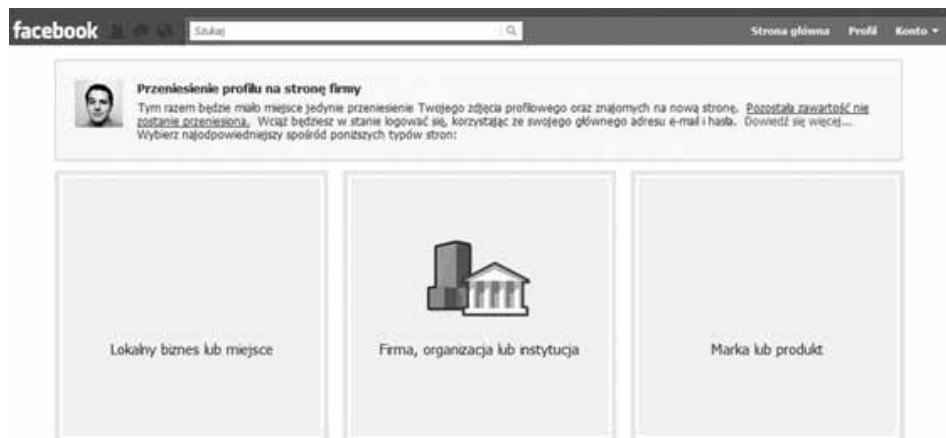 facebook Szukaj Strona główna Profil Konto
Przeniesienie profilu na stronę firmy
Tym razem będzie miało miejsce jedynie przeniesienie Twojego zdjęcia profilowego oraz znajomych na nową stronę. Pozostała zawartość nie
zostanie przeniesiona. Wciąż będziesz w stanie logować się, korzystając ze swojego głównego adresu e-mail i hasła. Dowiedź się więcej...
Wybierz najodpowiedniejszy spośród poniższych typów stron:
Lokalny biznes lub miejsce Firma, organizacja lub instytucja Marka lub produkt